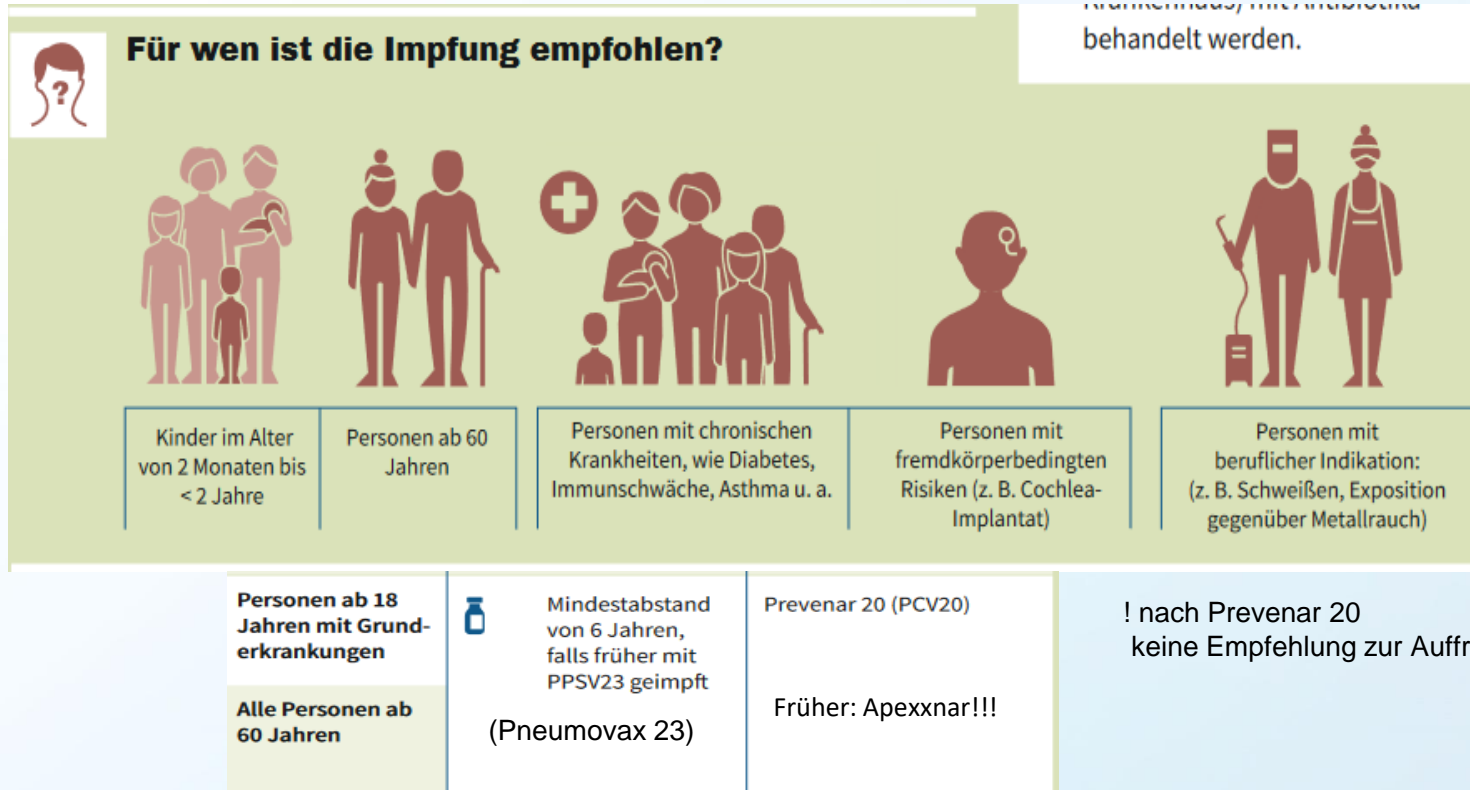 behandelt werden.
Für wen ist die Impfung empfohlen?
?
Kinder im Alter
von 2 Monaten bis
< 2 Jahre
Personen ab 60
Jahren
Personen mit chronischen
Krankheiten, wie Diabetes,
Immunschwäche, Asthma u. a.
Personen mit
fremdkörperbedingten
Risiken (z. B. Cochlea-
Implantat)
Personen mit
beruflicher Indikation:
(z. B. Schweißen, Exposition
gegenüber Metallrauch)
Personen ab 18
Jahren mit Grund-
erkrankungen
Alle Personen ab
60 Jahren
Mindestabstand
von 6 Jahren,
falls früher mit
PPSV23 geimpft
(Pneumovax 23)
Prevenar 20 (PCV20)
Früher: Apexxnar!!!
! nach Prevenar 20
keine Empfehlung zur Auffr